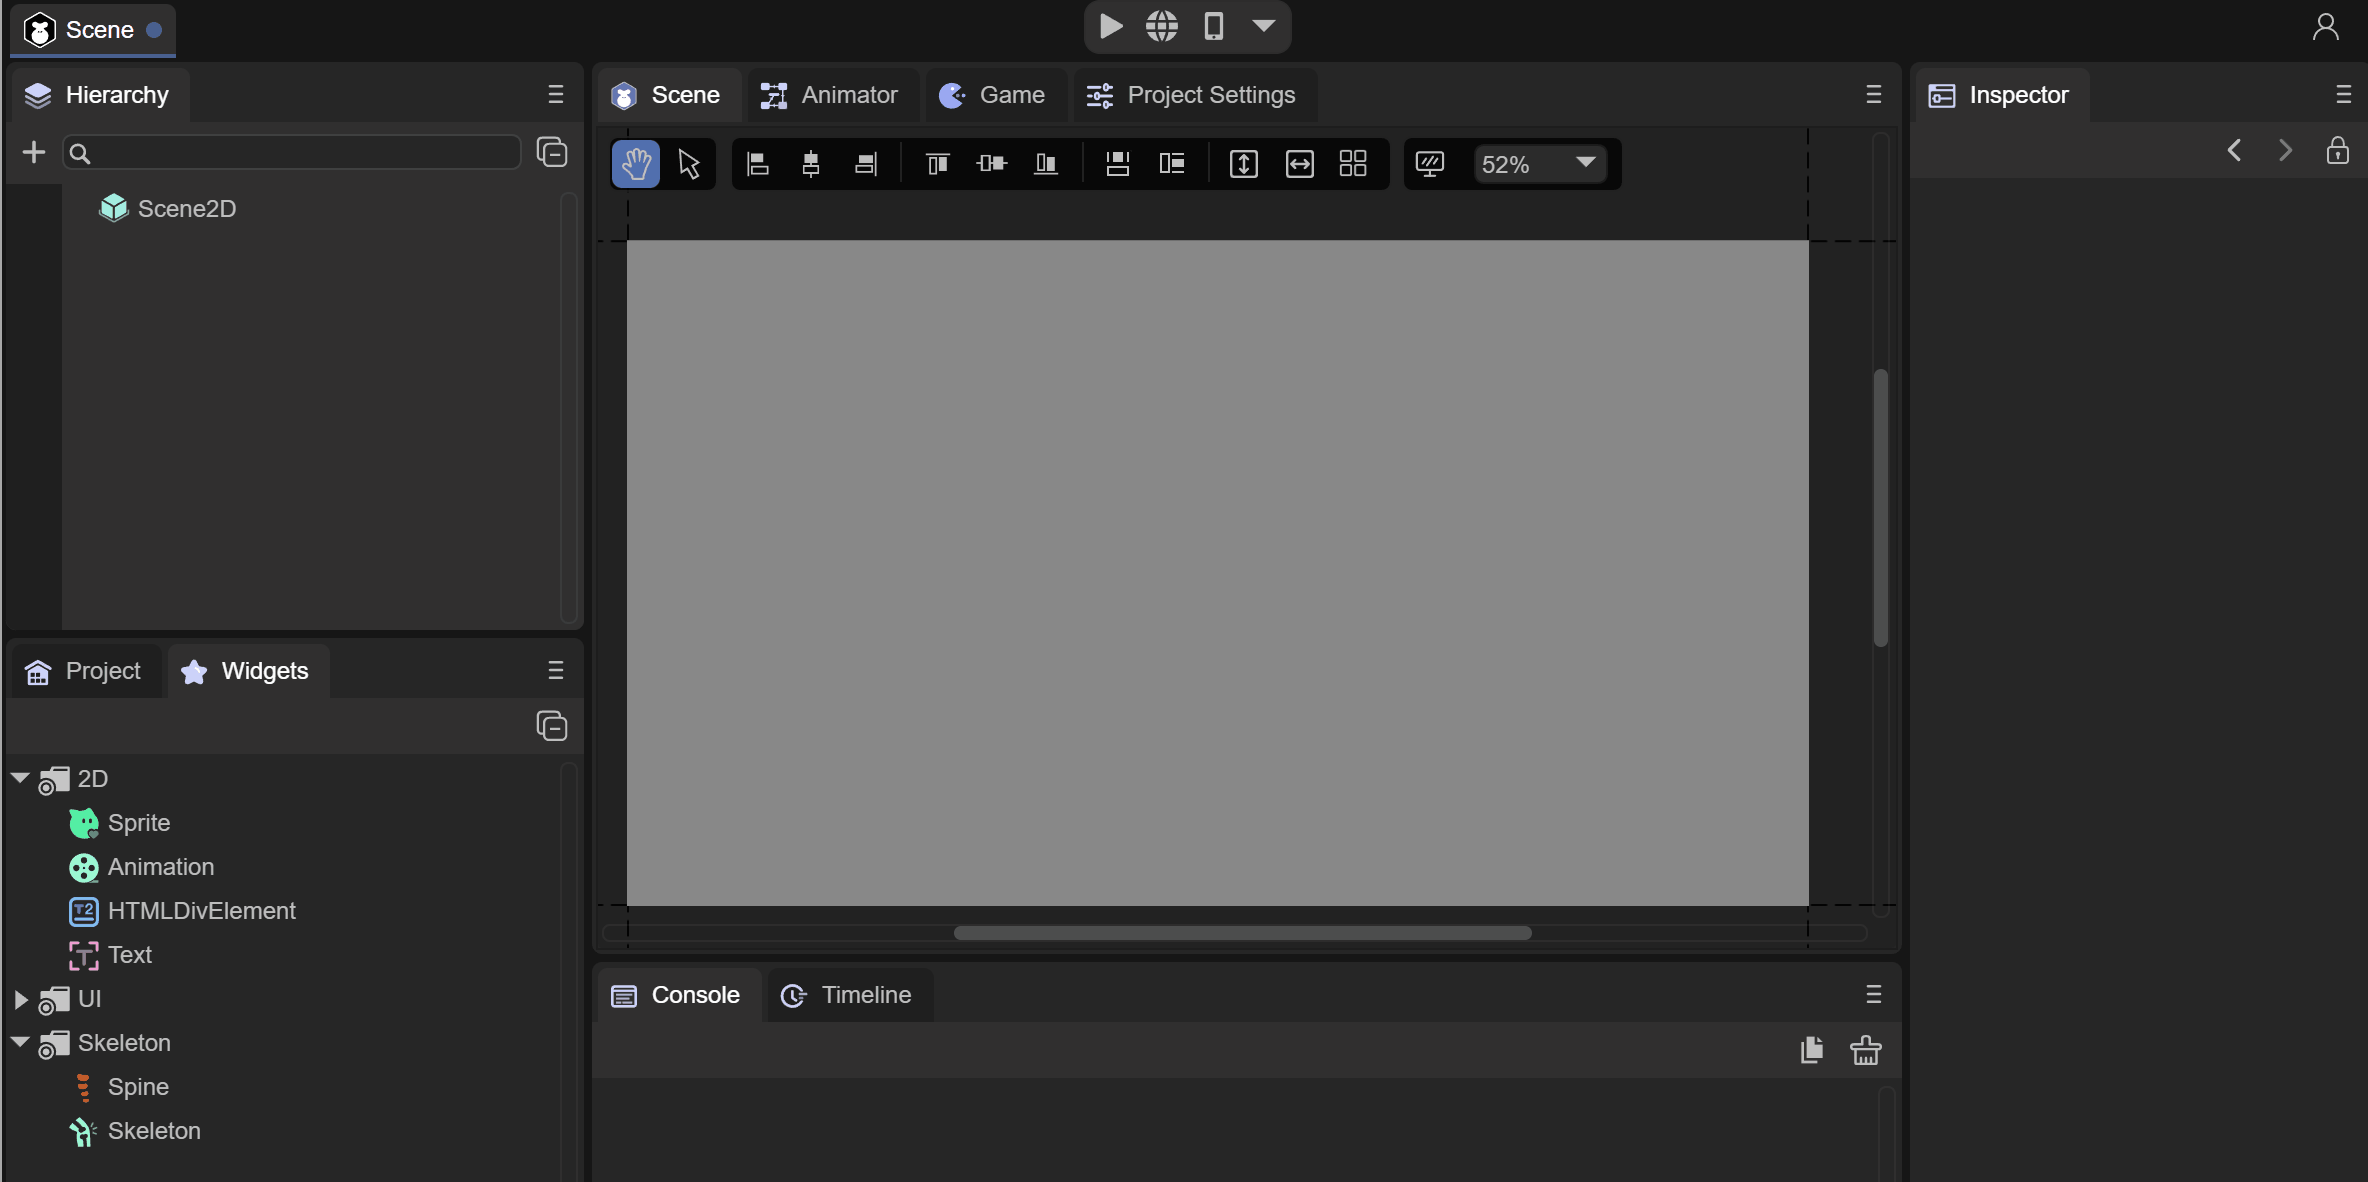 Scene
Hierarchy
Scene2D
Project
Widgets
2D
Sprite
Animation
HTMLDivElement
Text
UI
Skeleton
Spine
Skeleton
Scene
Animator
Game
Project Settings
52%
Console
Timeline
Inspector